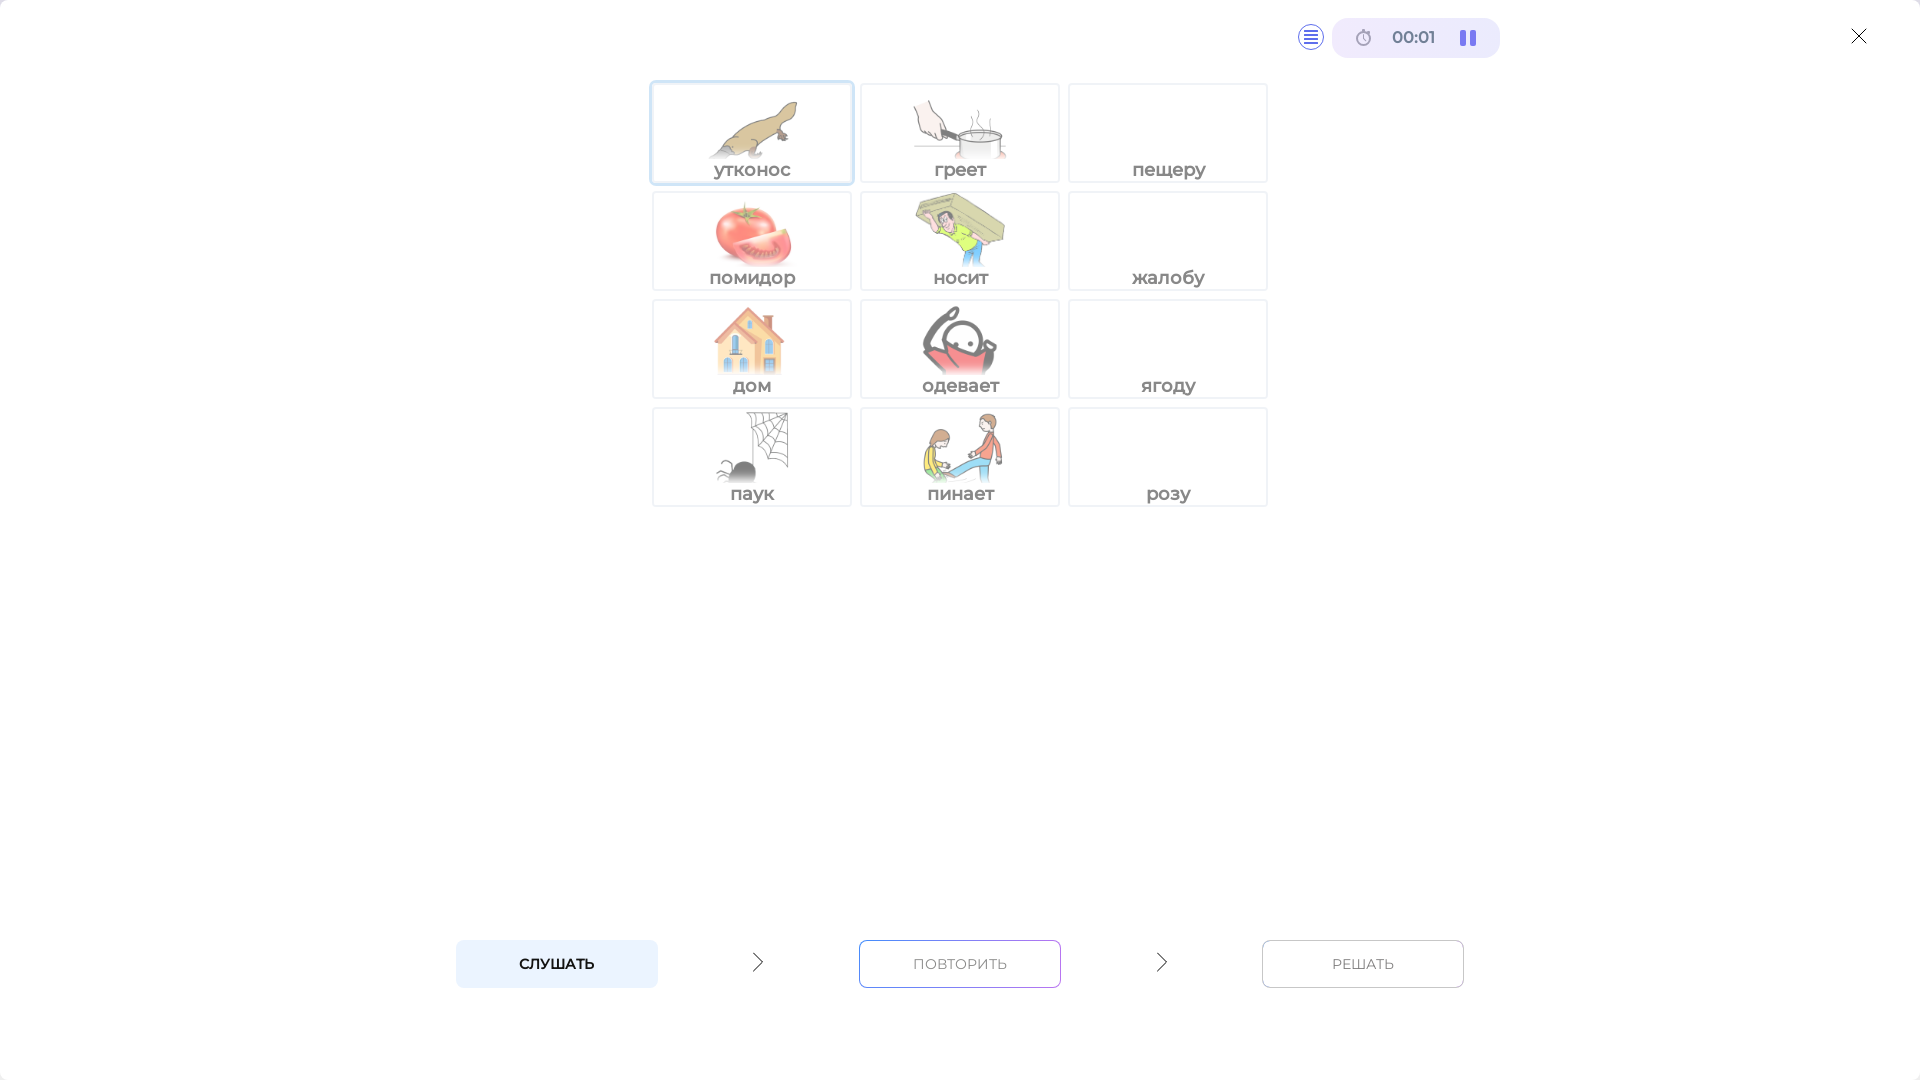 00:01
утконос греет пещеру
помидор носит жалобу
дом одевает ягоду
паук пинает розу
СЛУШАТЬ ПОВТОРИТЬ РЕШАТЬ